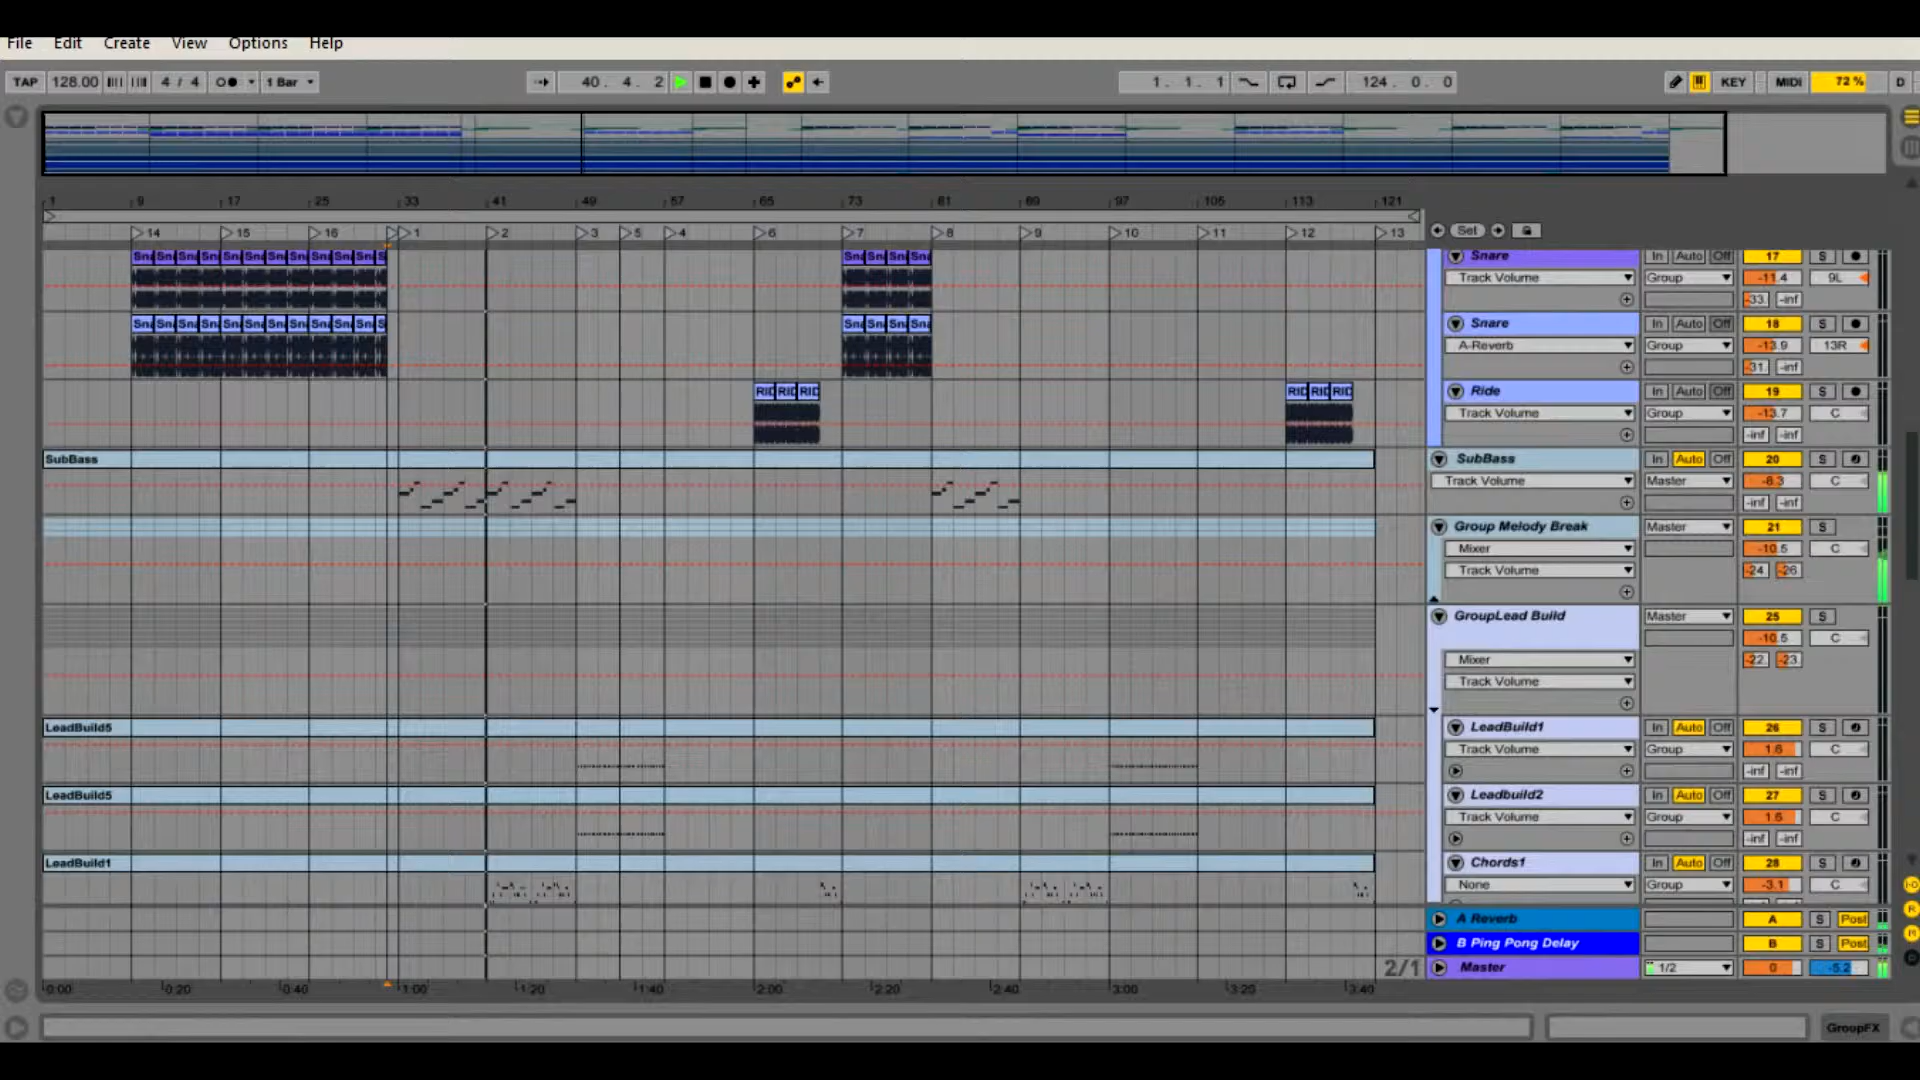 File Edit Create View Options Help
TAP 128.00 4 / 4 1 Bar 40. 4. 2 1. 1. 1 124. 0. 0 KEY MIDI 72 % D
1 9 17 25 33 41 49 57 65 73 81 89 97 105 113 121
14 15 16 1 2 3 5 4 6 7 8 9 10 11 12 13 Set
Snare In Auto Off 17 S
Track Volume Group -11.4 9L
-33. -inf
Snare In Auto Off 18 S
A-Reverb Group -13.9 13R
-31. -inf
RID RID RID RID RID RID Ride In Auto Off 19 S
Track Volume Group -13.7 C
-inf -inf
SubBass SubBass In Auto Off 20 S
Track Volume Master -8.3 C
-inf -inf
Group Melody Break Master 21 S
Mixer -10.5 C
Track Volume -24 -26
GroupLead Build Master 25 S
-10.5 C
Mixer -22. -23.
Track Volume
LeadBuild5 LeadBuild1 In Auto Off 26 S
Track Volume Group 1.6 C
-inf -inf
LeadBuild5 Leadbuild2 In Auto Off 27 S
Track Volume Group 1.6 C
-inf -inf
LeadBuild1 Chords1 In Auto Off 28 S
None Group -3.1 C
A Reverb A S Post
B Ping Pong Delay B S Post
2/1 Master 1/2 0 -5.2
0:00 0:20 0:40 1:00 1:20 1:40 2:00 2:20 2:40 3:00 3:20 3:40
GroupFX